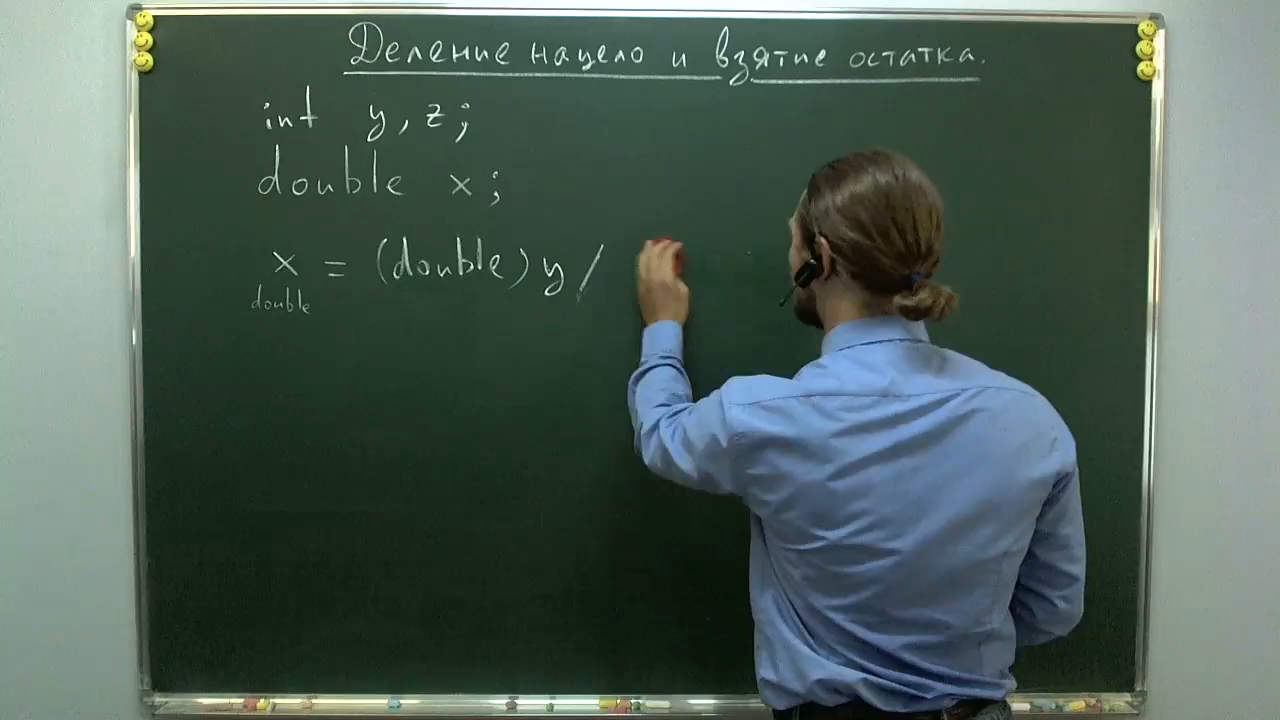 Деление нацело и взятие остатка.
int y, z;
double x;
x = (double) y /
double